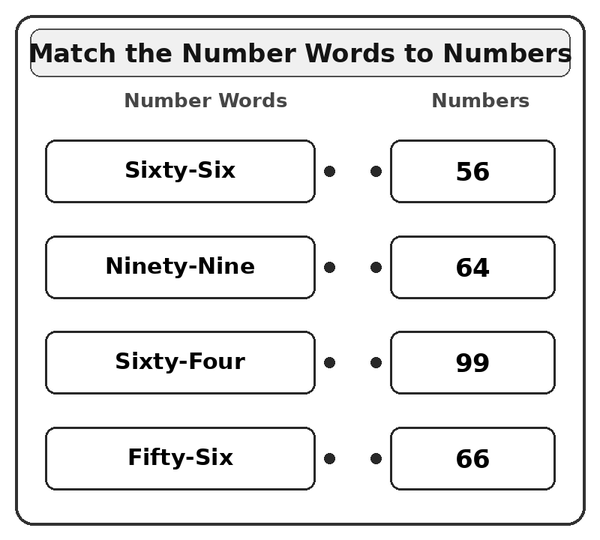 Match the Number Words to Numbers
Number Words Numbers
Sixty-Six 56
Ninety-Nine 64
Sixty-Four 99
Fifty-Six 66